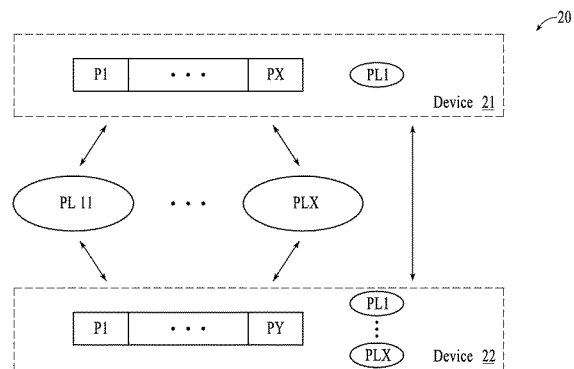 20
P1 • • • PX PL1
Device 21
PL 11 • • • PLX
P1 • • • PY PL1
PLX
Device 22